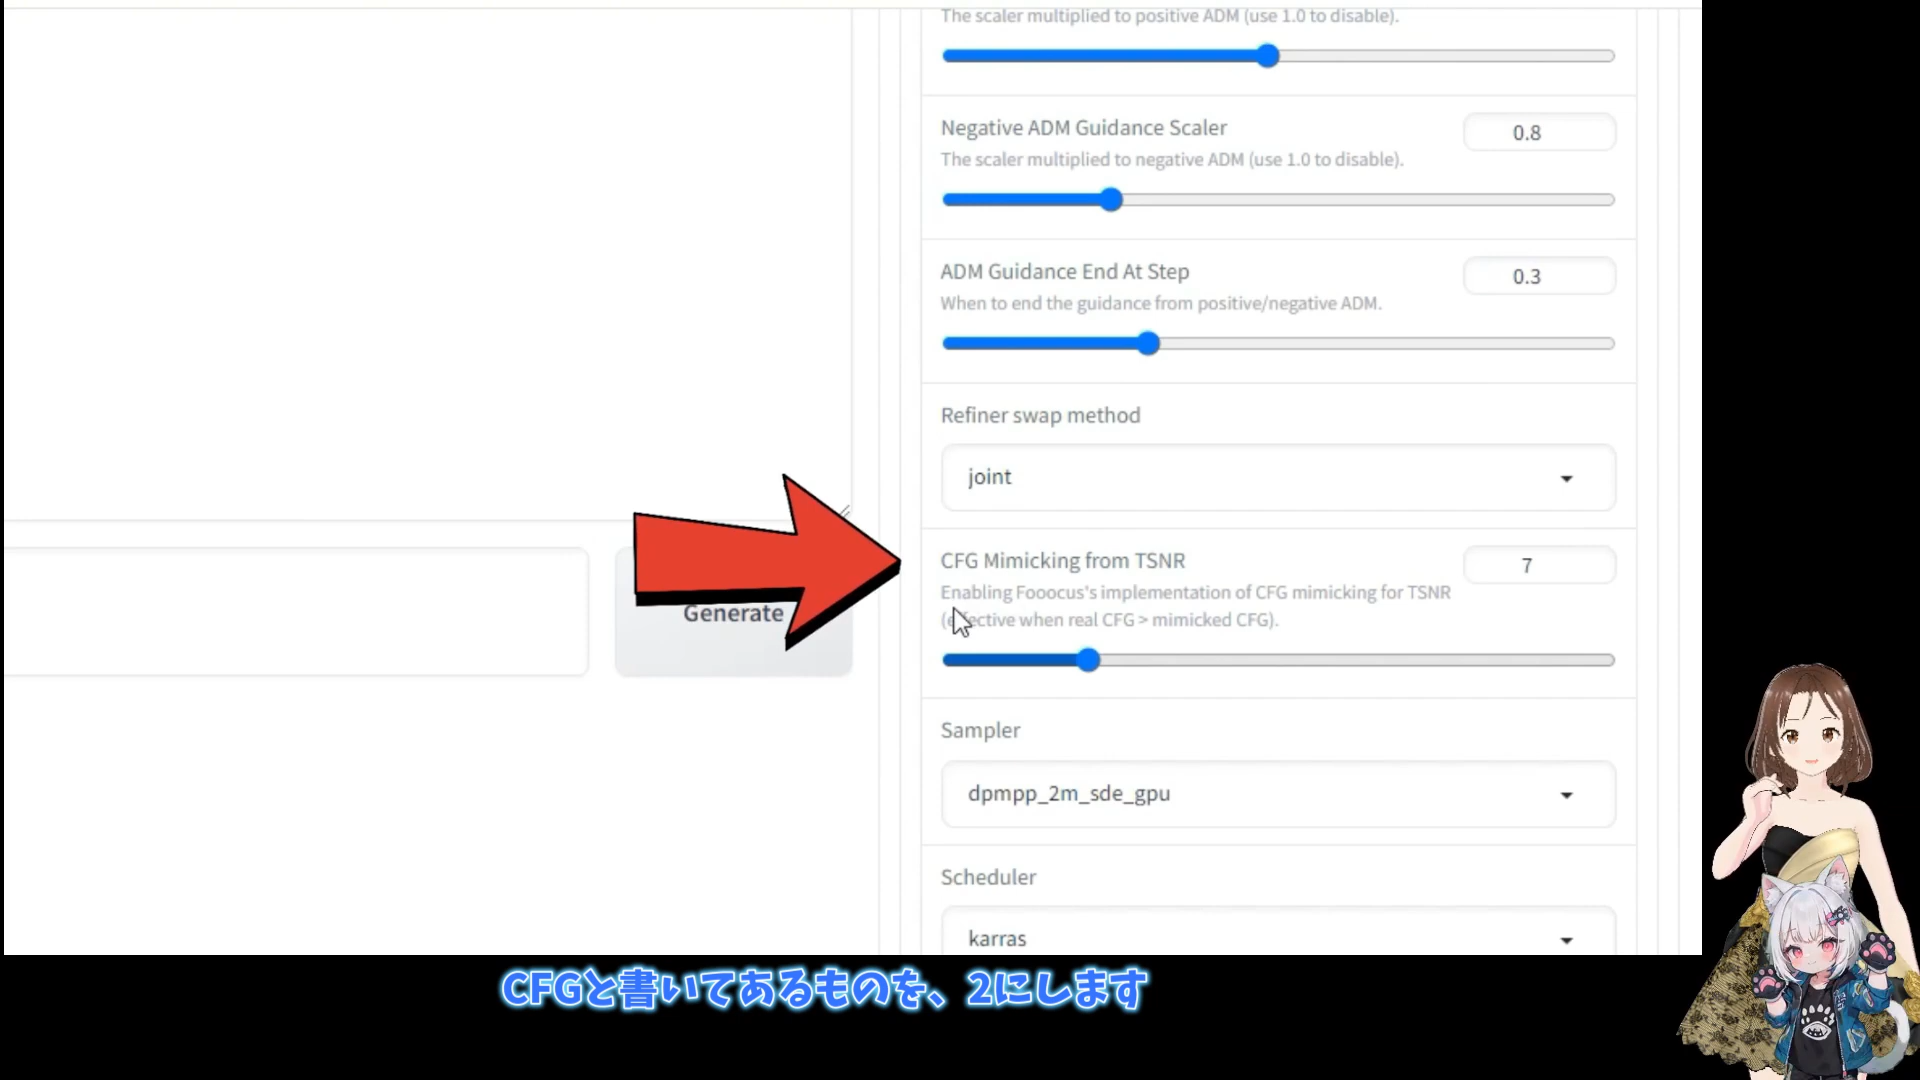 The scaler multiplied to positive ADM (use 1.0 to disable).
Negative ADM Guidance Scaler
0.8
The scaler multiplied to negative ADM (use 1.0 to disable).
ADM Guidance End At Step
0.3
When to end the guidance from positive/negative ADM.
Refiner swap method
joint
CFG Mimicking from TSNR
7
Enabling Fooocus's implementation of CFG mimicking for TSNR
(effective when real CFG > mimicked CFG).
Generate
Sampler
dpmpp_2m_sde_gpu
Scheduler
karras
CFGと書いてあるものを、2にします